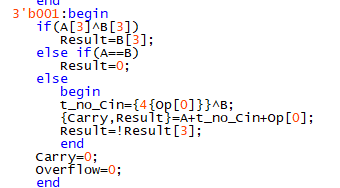 end
3'b001:begin
if(A[3]^B[3])
Result=B[3];
else if(A==B)
Result=0;
else
begin
t_no_Cin={4{Op[0]}}^B;
{Carry,Result}=A+t_no_Cin+Op[0];
Result=!Result[3];
end
Carry=0;
Overflow=0;
end